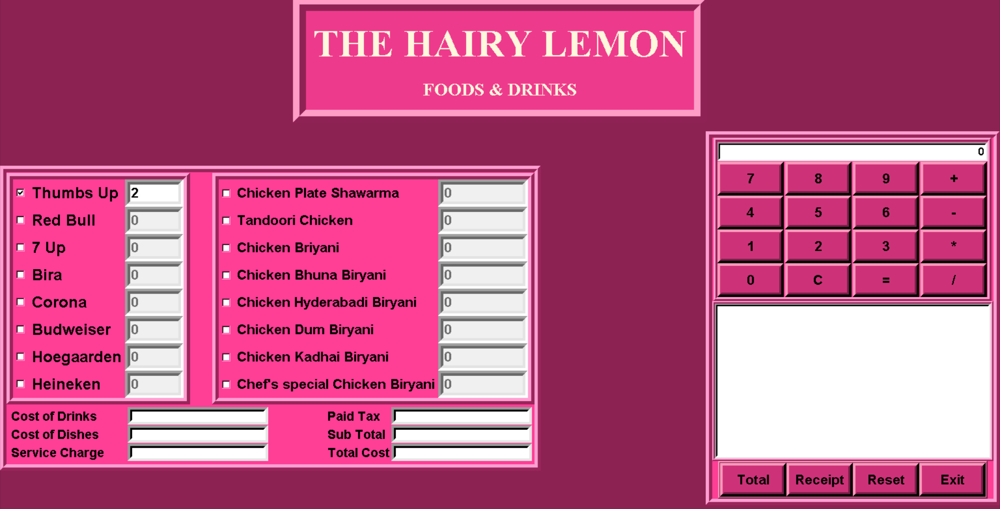 THE HAIRY LEMON
FOODS & DRINKS
0
7 8 9 +
4 5 6 -
1 2 3 *
0 C = /
Thumbs Up 2
Red Bull 0
7 Up 0
Bira 0
Corona 0
Budweiser 0
Hoegaarden 0
Heineken 0
Chicken Plate Shawarma 0
Tandoori Chicken 0
Chicken Briyani 0
Chicken Bhuna Biryani 0
Chicken Hyderabadi Biryani 0
Chicken Dum Biryani 0
Chicken Kadhai Biryani 0
Chef's special Chicken Biryani 0
Cost of Drinks
Cost of Dishes
Service Charge
Paid Tax
Sub Total
Total Cost
Total Receipt Reset Exit